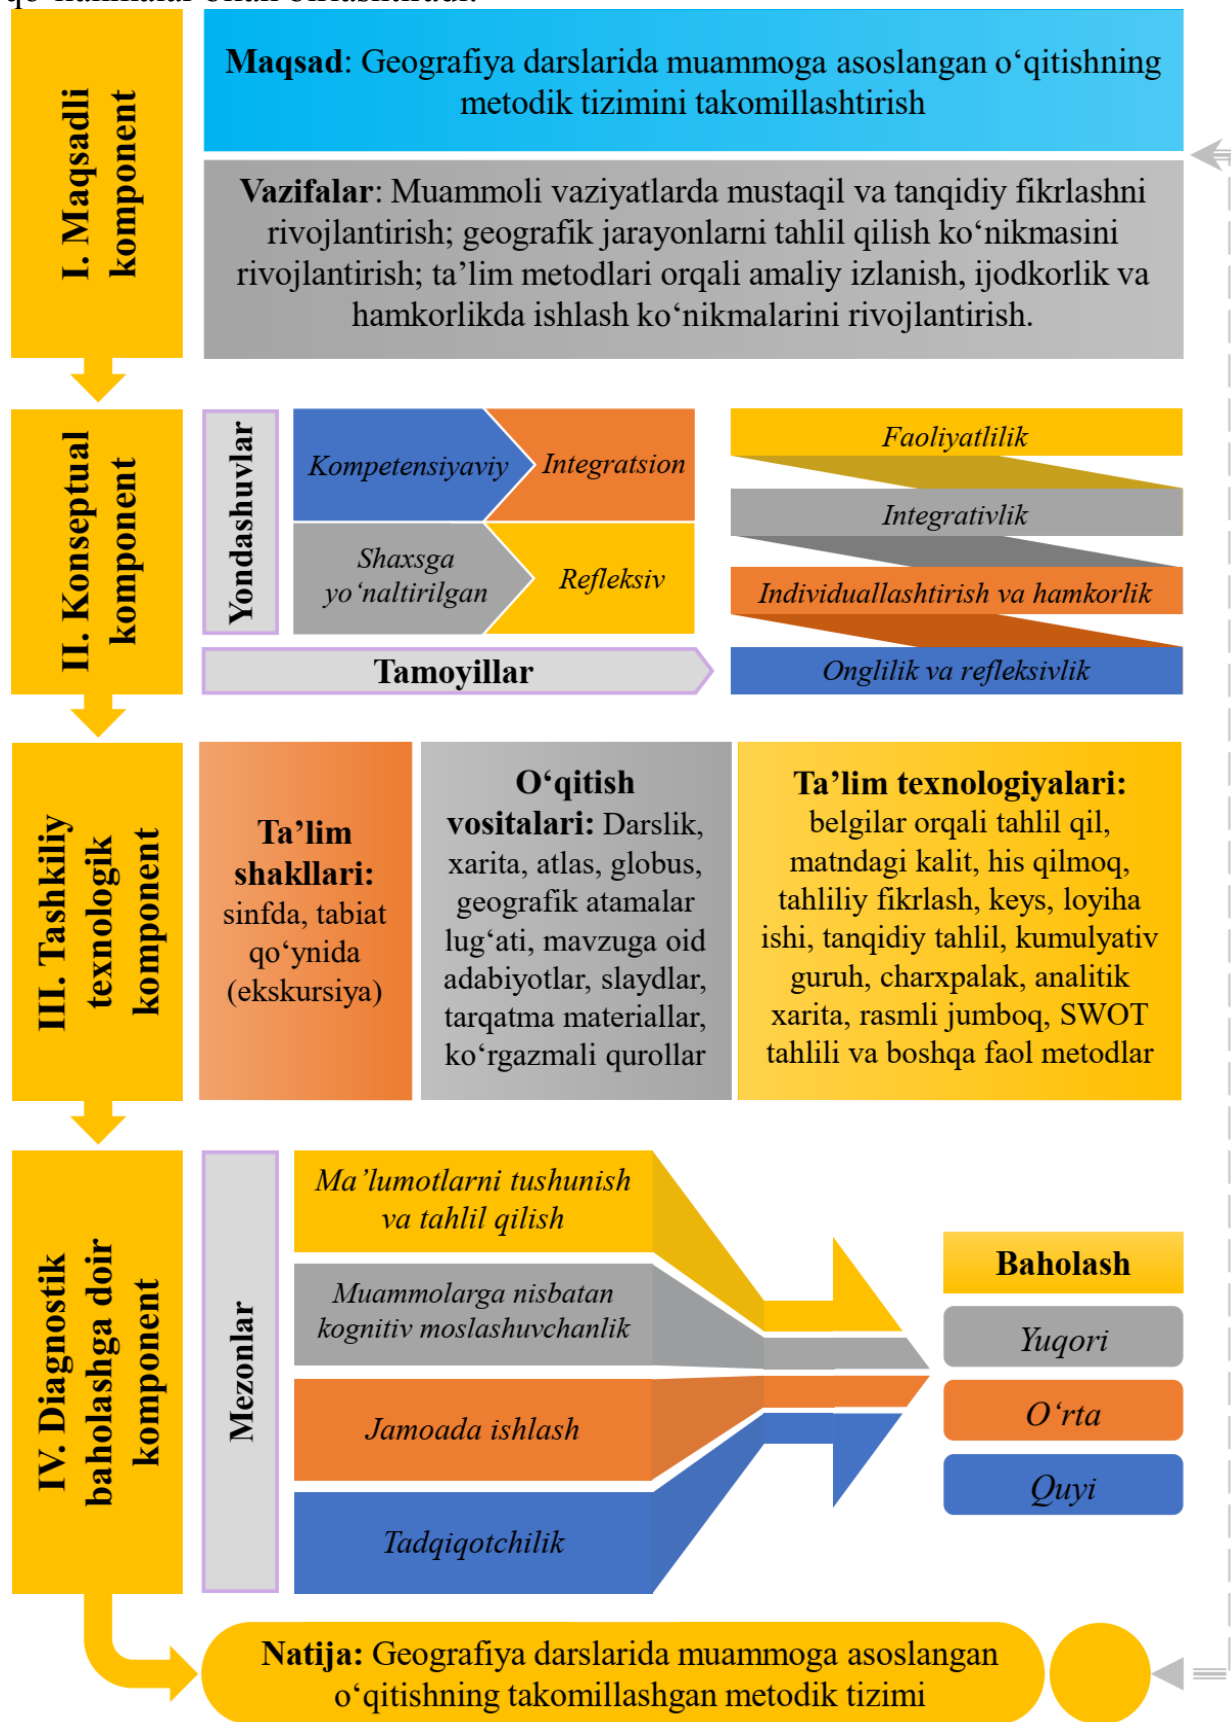 qo‘llanmalar bilan birlashtiradi.
I. Maqsadli
komponent
Maqsad: Geografiya darslarida muammoga asoslangan o‘qitishning
metodik tizimini takomillashtirish
Vazifalar: Muammoli vaziyatlarda mustaqil va tanqidiy fikrlashni
rivojlantirish; geografik jarayonlarni tahlil qilish ko‘nikmasini
rivojlantirish; ta’lim metodlari orqali amaliy izlanish, ijodkorlik va
hamkorlikda ishlash ko‘nikmalarini rivojlantirish.
II. Konseptual
komponent
Yondashuvlar
Kompetensiyaviy
Integratsion
Shaxsga
yo‘naltirilgan
Refleksiv
Tamoyillar
Faoliyatlilik
Integrativlik
Individuallashtirish va hamkorlik
Onglilik va refleksivlik
III. Tashkiliy
texnologik
komponent
Ta’lim
shakllari:
sinfda, tabiat
qo‘ynida
(ekskursiya)
O‘qitish
vositalari: Darslik,
xarita, atlas, globus,
geografik atamalar
lug‘ati, mavzuga oid
adabiyotlar, slaydlar,
tarqatma materiallar,
ko‘rgazmali qurollar
Ta’lim texnologiyalari:
belgilar orqali tahlil qil,
matndagi kalit, his qilmoq,
tahliliy fikrlash, keys, loyiha
ishi, tanqidiy tahlil, kumulyativ
guruh, charxpalak, analitik
xarita, rasmli jumboq, SWOT
tahlili va boshqa faol metodlar
IV. Diagnostik
baholashga doir
komponent
Mezonlar
Ma’lumotlarni tushunish
va tahlil qilish
Muammolarga nisbatan
kognitiv moslashuvchanlik
Jamoada ishlash
Tadqiqotchilik
Baholash
Yuqori
O‘rta
Quyi
Natija: Geografiya darslarida muammoga asoslangan
o‘qitishning takomillashgan metodik tizimi